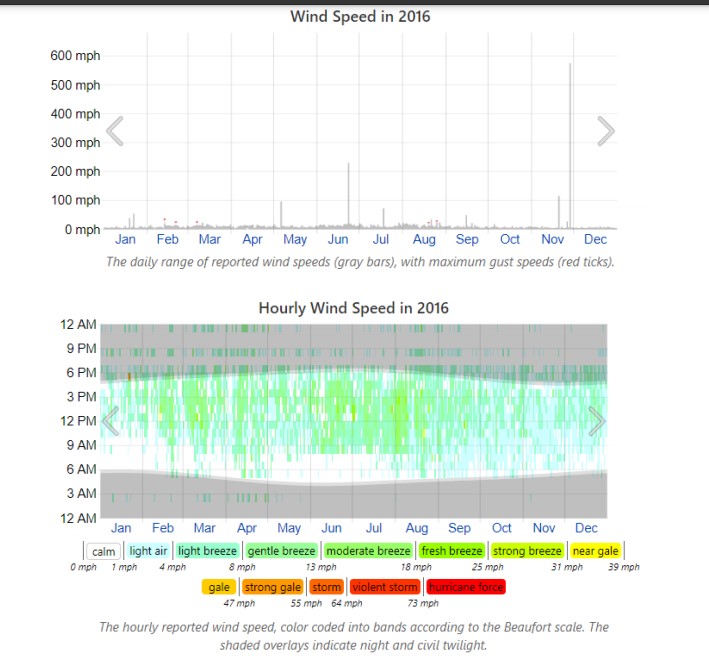 Wind Speed in 2016
600 mph
500 mph
400 mph
300 mph
200 mph
100 mph
0 mph
Jan Feb Mar Apr May Jun Jul Aug Sep Oct Nov Dec
The daily range of reported wind speeds (gray bars), with maximum gust speeds (red ticks).
Hourly Wind Speed in 2016
12 AM
9 PM
6 PM
3 PM
12 PM
9 AM
6 AM
3 AM
12 AM
Jan Feb Mar Apr May Jun Jul Aug Sep Oct Nov Dec
calm light air light breeze gentle breeze moderate breeze fresh breeze strong breeze near gale
0 mph 1 mph 4 mph 8 mph 13 mph 18 mph 25 mph 31 mph 39 mph
gale strong gale storm violent storm hurricane force
47 mph 55 mph 64 mph 73 mph
The hourly reported wind speed, color coded into bands according to the Beaufort scale. The
shaded overlays indicate night and civil twilight.